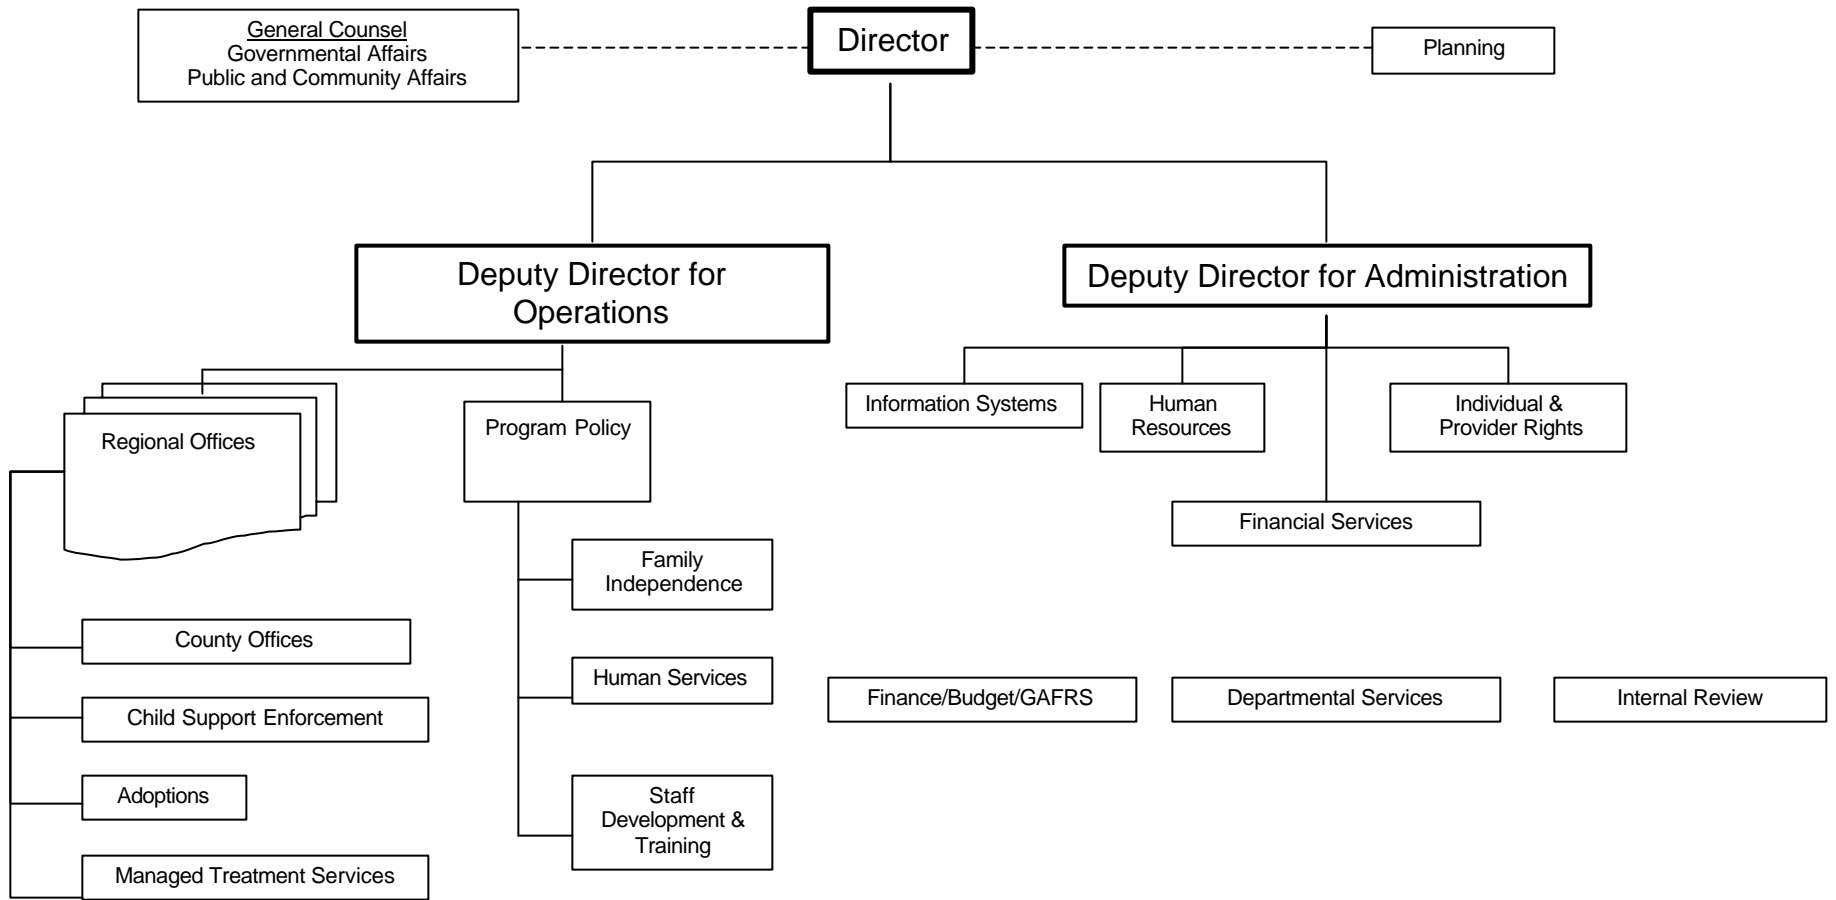 General Counsel
Governmental Affairs
Public and Community Affairs
Director
Planning
Deputy Director for
Operations
Deputy Director for Administration
Regional Offices
Program Policy
Information Systems
Human
Resources
Individual &
Provider Rights
Financial Services
Family
Independence
County Offices
Human Services
Finance/Budget/GAFRS
Departmental Services
Internal Review
Child Support Enforcement
Adoptions
Staff
Development &
Training
Managed Treatment Services